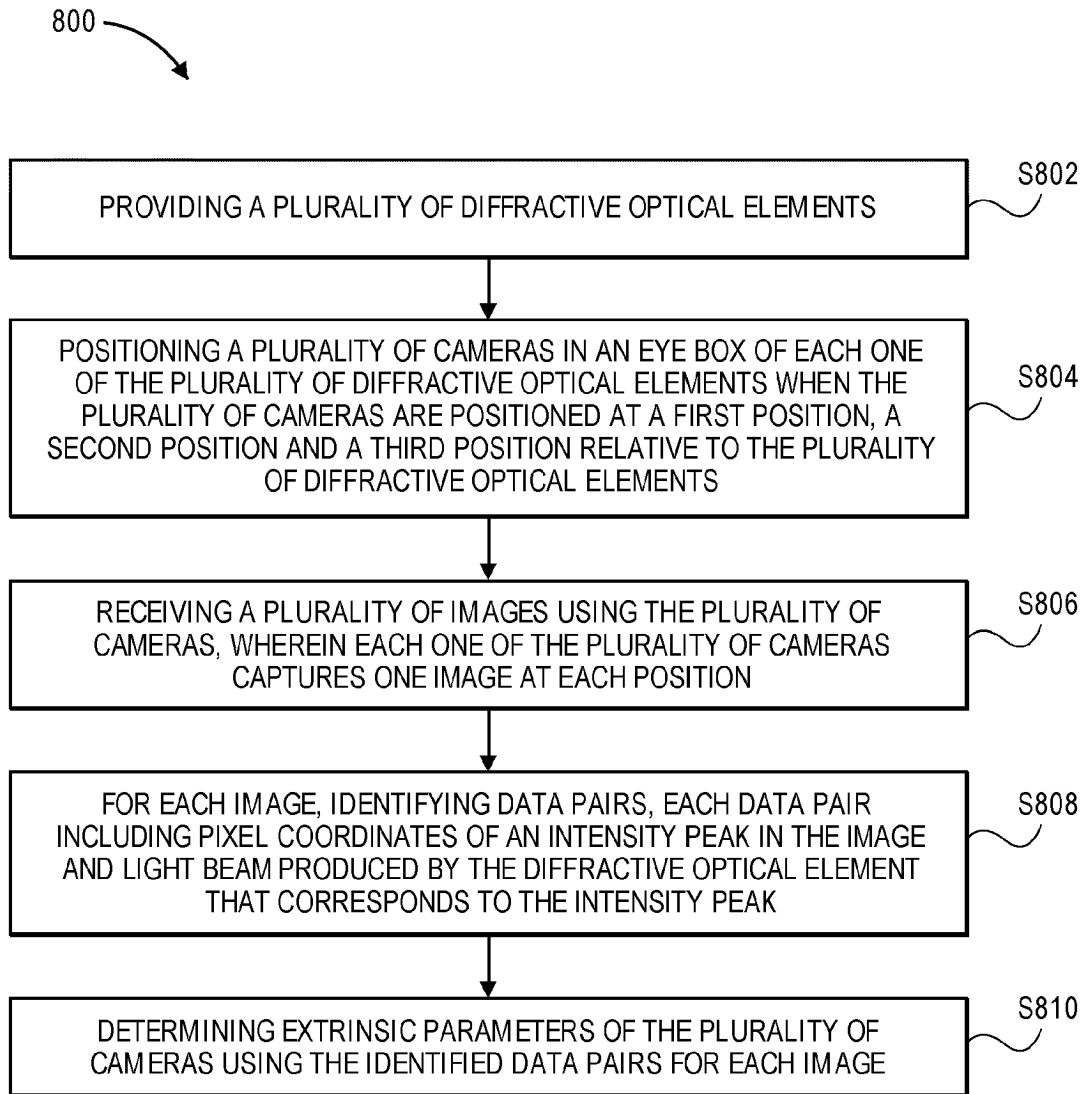 800
S802
PROVIDING A PLURALITY OF DIFFRACTIVE OPTICAL ELEMENTS
S804
POSITIONING A PLURALITY OF CAMERAS IN AN EYE BOX OF EACH ONE
OF THE PLURALITY OF DIFFRACTIVE OPTICAL ELEMENTS WHEN THE
PLURALITY OF CAMERAS ARE POSITIONED AT A FIRST POSITION, A
SECOND POSITION AND A THIRD POSITION RELATIVE TO THE PLURALITY
OF DIFFRACTIVE OPTICAL ELEMENTS
S806
RECEIVING A PLURALITY OF IMAGES USING THE PLURALITY OF
CAMERAS, WHEREIN EACH ONE OF THE PLURALITY OF CAMERAS
CAPTURES ONE IMAGE AT EACH POSITION
S808
FOR EACH IMAGE, IDENTIFYING DATA PAIRS, EACH DATA PAIR
INCLUDING PIXEL COORDINATES OF AN INTENSITY PEAK IN THE IMAGE
AND LIGHT BEAM PRODUCED BY THE DIFFRACTIVE OPTICAL ELEMENT
THAT CORRESPONDS TO THE INTENSITY PEAK
S810
DETERMINING EXTRINSIC PARAMETERS OF THE PLURALITY OF
CAMERAS USING THE IDENTIFIED DATA PAIRS FOR EACH IMAGE